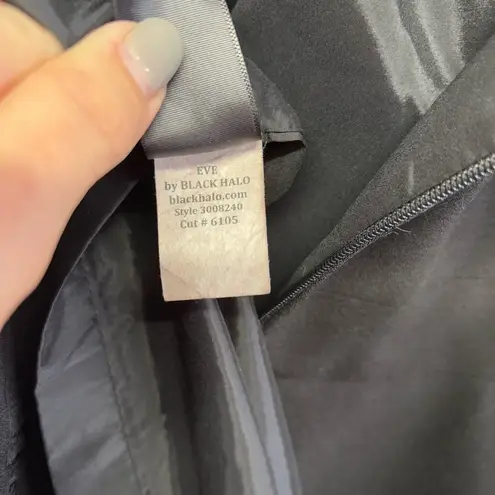 EVE
by BLACK HALO
blackhalo.com
Style 3008240
Cut # 6105